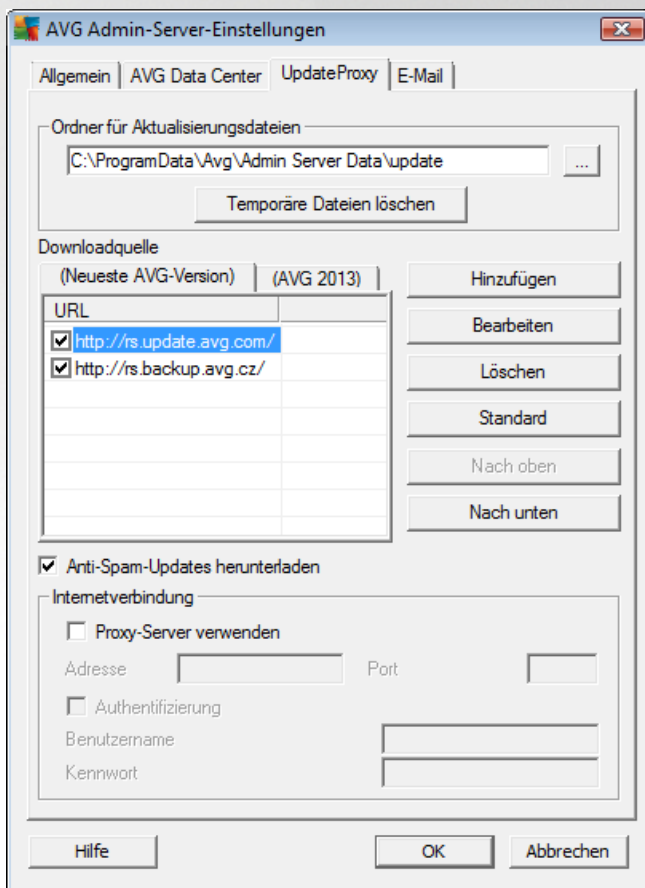 AVG Admin-Server-Einstellungen
Allgemein
AVG Data Center
UpdateProxy
E-Mail
Ordner für Aktualisierungsdateien
C:\ProgramData\Avg\Admin Server Data\update
...
Temporäre Dateien löschen
Downloadquelle
(Neueste AVG-Version)
(AVG 2013)
URL
http://rs.update.avg.com/
http://rs.backup.avg.cz/
Hinzufügen
Bearbeiten
Löschen
Standard
Nach oben
Nach unten
Anti-Spam-Updates herunterladen
Internetverbindung
Proxy-Server verwenden
Adresse
Port
Authentifizierung
Benutzername
Kennwort
Hilfe
OK
Abbrechen